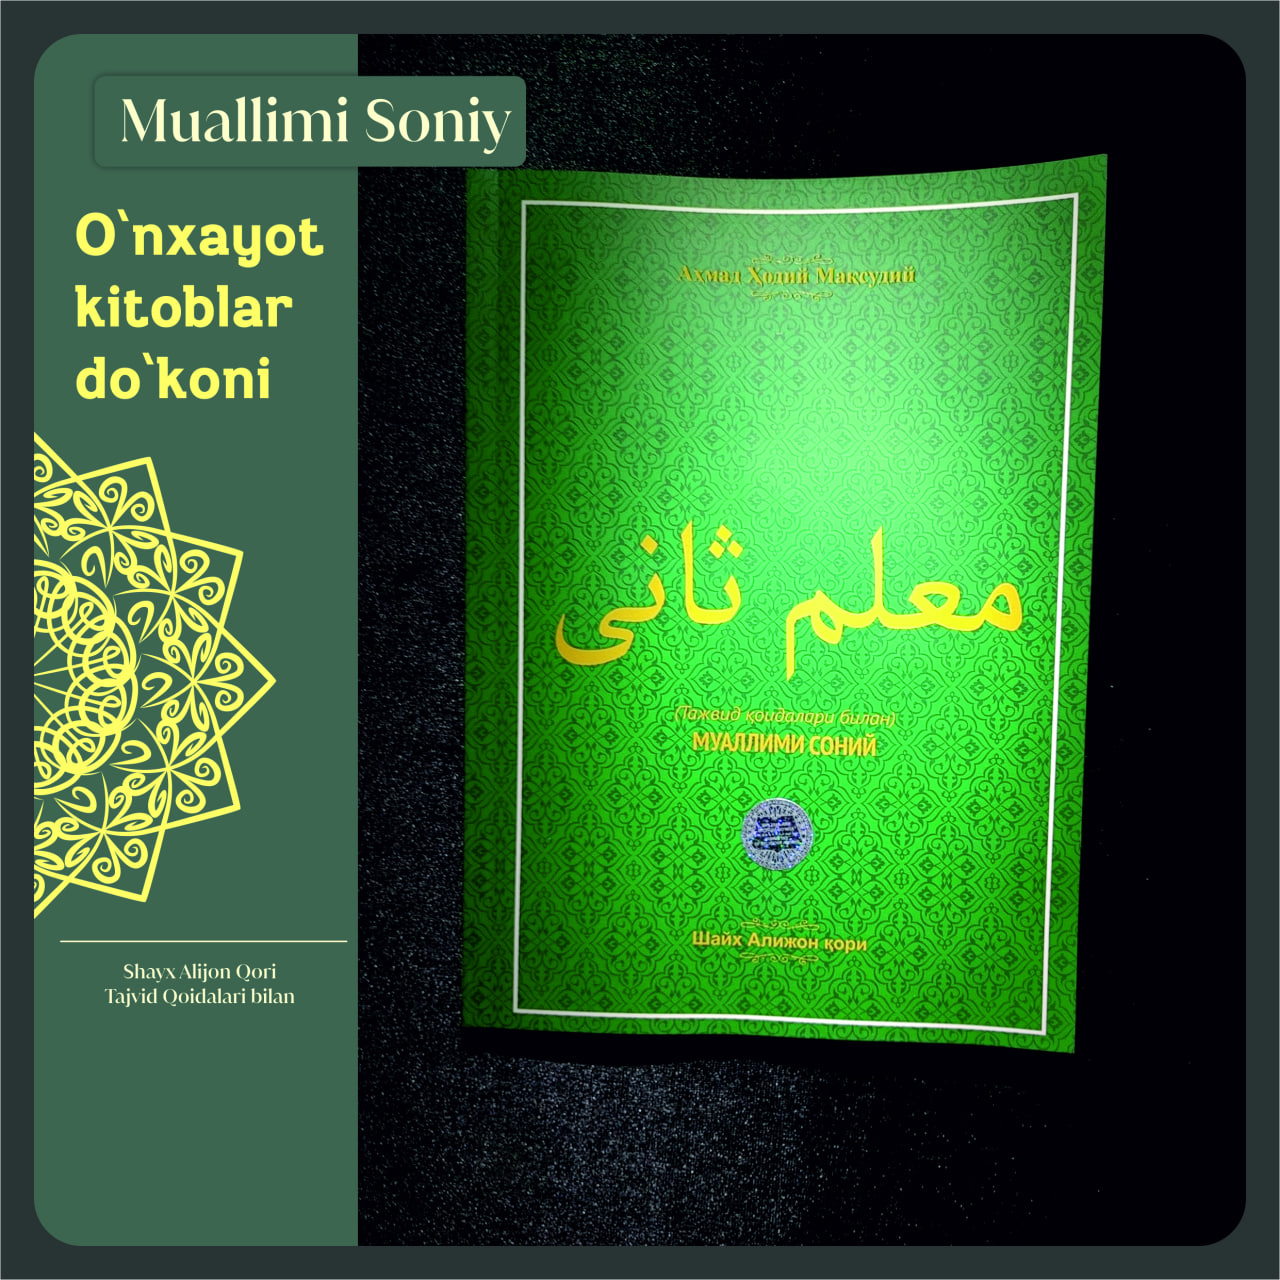 Muallimi Soniy
O`nxayot
kitoblar
do`koni
Shayx Alijon Qori
Tajvid Qoidalari bilan
Аҳмад Ҳодий Мақсудий
معلم ثانی
(Тажвид қоидалари билан)
МУАЛЛИМИ СОНИЙ
Шайх Алижон қори